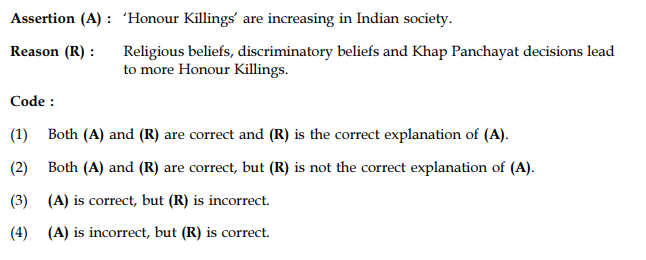 Assertion (A) : ‘Honour Killings’ are increasing in Indian society.
Reason (R) : Religious beliefs, discriminatory beliefs and Khap Panchayat decisions lead
to more Honour Killings.
Code :
(1) Both (A) and (R) are correct and (R) is the correct explanation of (A).
(2) Both (A) and (R) are correct, but (R) is not the correct explanation of (A).
(3) (A) is correct, but (R) is incorrect.
(4) (A) is incorrect, but (R) is correct.